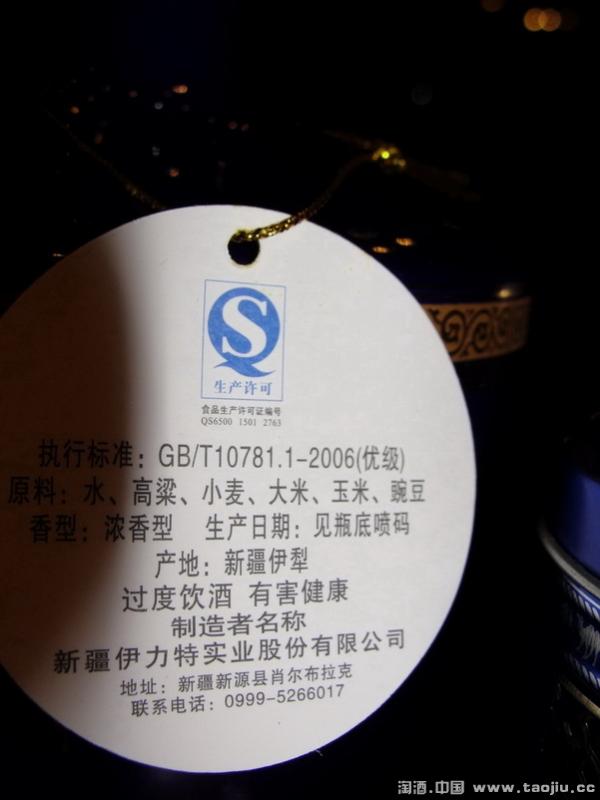 S
生产许可
食品生产许可证编号
QS6500 1501 2763
执行标准：GB/T10781.1-2006(优级)
原料：水、高粱、小麦、大米、玉米、豌豆
香型：浓香型 生产日期：见瓶底喷码
产地：新疆伊犁
过度饮酒 有害健康
制造者名称
新疆伊力特实业股份有限公司
地址：新疆新源县肖尔布拉克
联系电话：0999-5266017
淘酒.中国 www.taojiu.cc